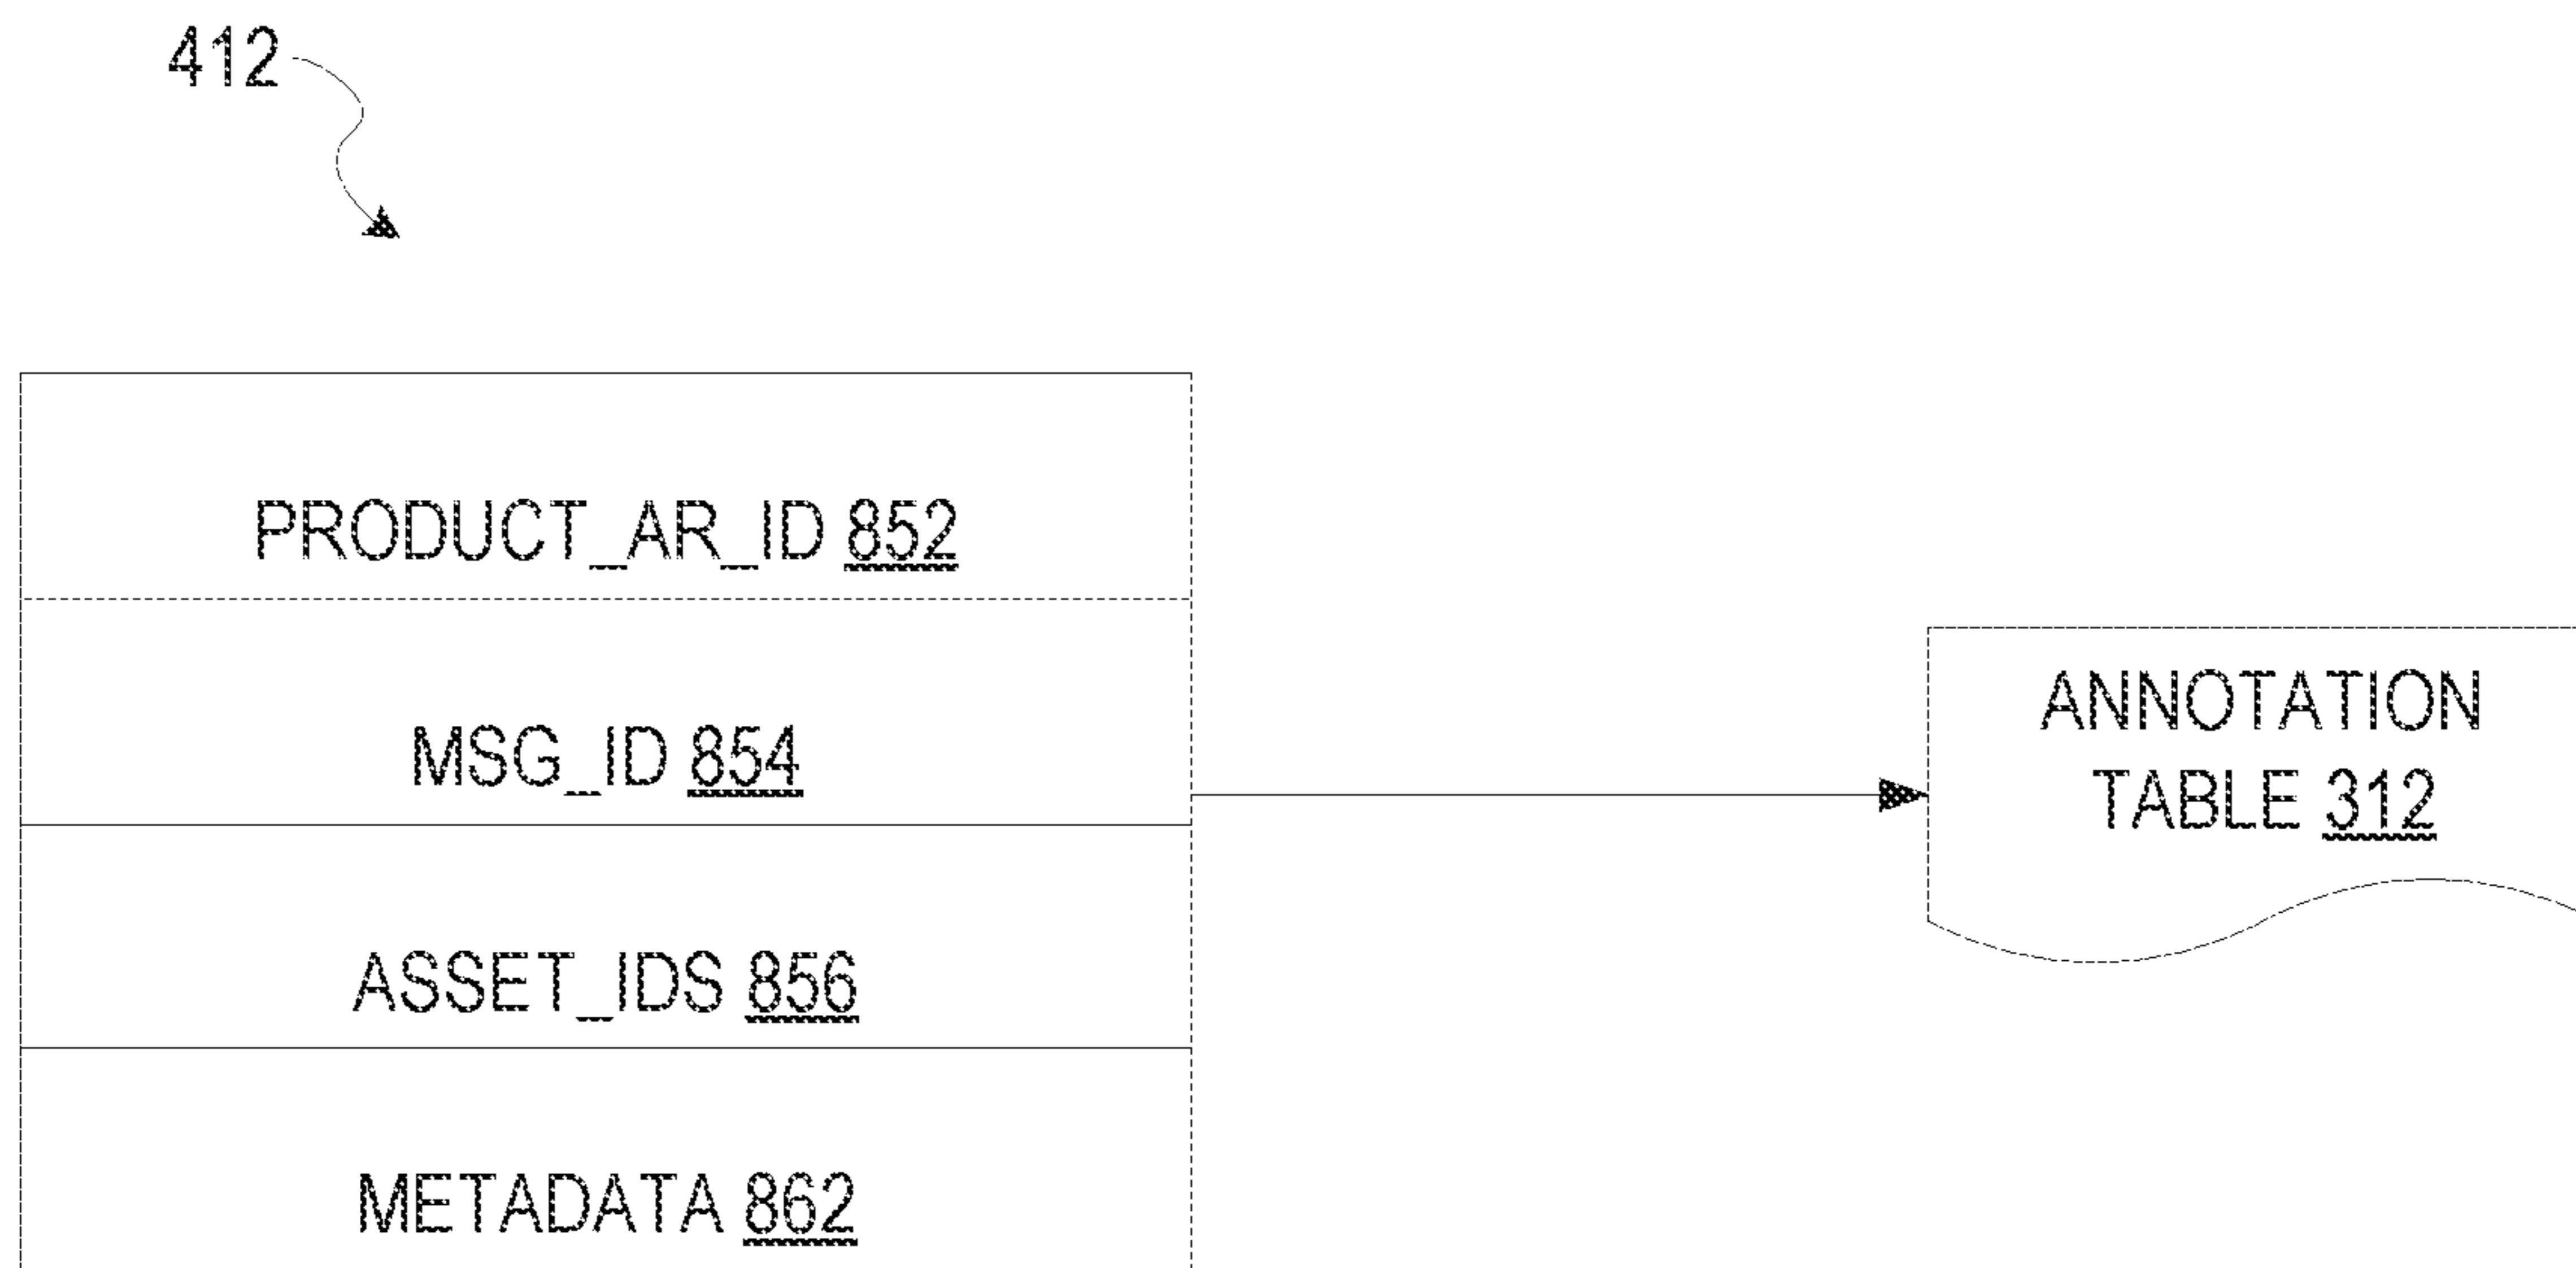 412
PRODUCT_AR_ID 852
MSG_ID 854
ANNOTATION
TABLE 312
ASSET_IDS 856
METADATA 862